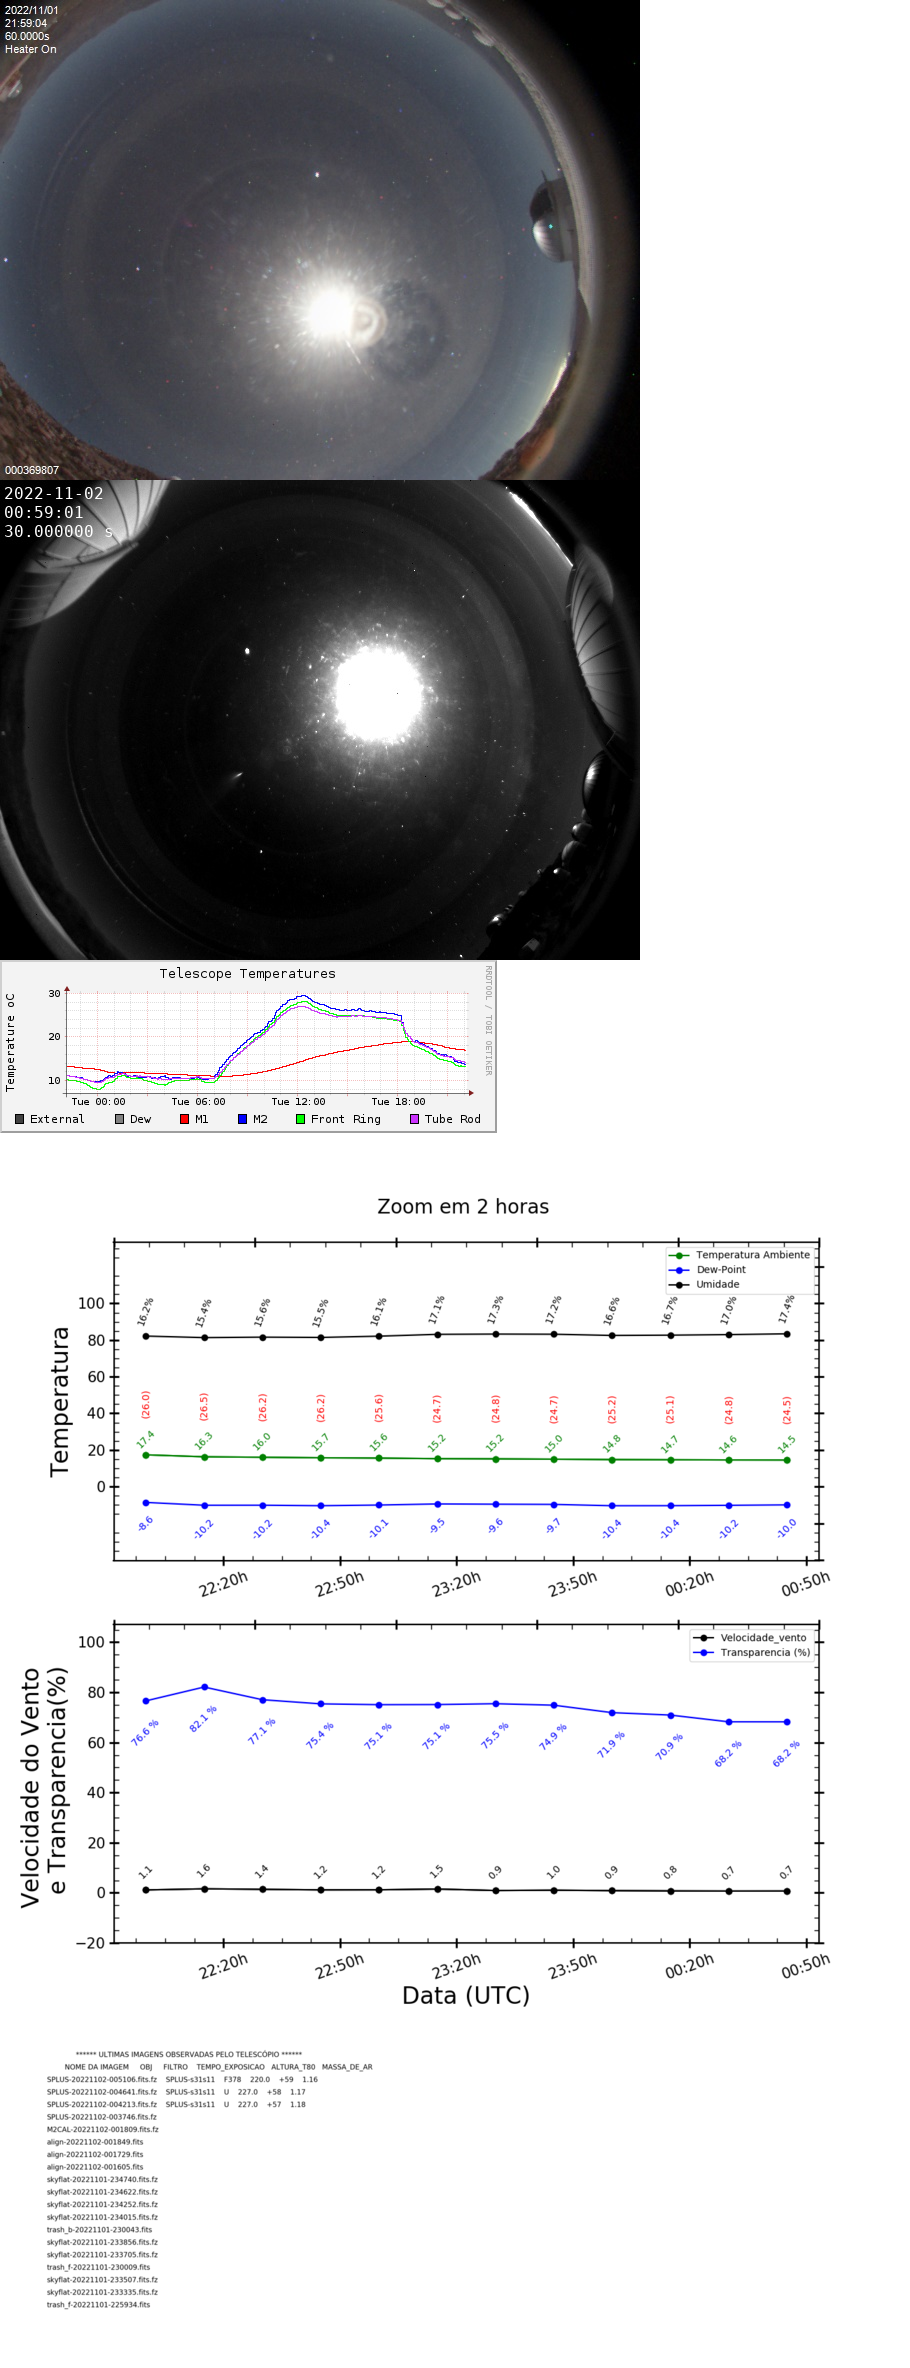 2022/11/01
21:59:04
60.0000s
Heater On
000369807
2022-11-02
00:59:01
30.000000 s
Telescope Temperatures
RRDTOOL / TOBI OETIKER
Temperature oC
30
20
10
Tue 00:00 Tue 06:00 Tue 12:00 Tue 18:00
External Dew M1 M2 Front Ring Tube Rod
Zoom em 2 horas
Temperatura
Temperatura Ambiente
Dew-Point
Umidade
100
80
60
40
20
0
16.2% 15.4% 15.6% 15.5% 16.1% 17.1% 17.3% 17.2% 16.6% 16.7% 17.0% 17.4%
(26.0) (26.5) (26.2) (26.2) (25.6) (24.7) (24.8) (24.7) (25.2) (25.1) (24.8) (24.5)
17.4 16.3 16.0 15.7 15.6 15.2 15.2 15.0 14.8 14.7 14.6 14.5
-8.6 -10.2 -10.2 -10.4 -10.1 -9.5 -9.6 -9.7 -10.4 -10.4 -10.2 -10.0
22:20h 22:50h 23:20h 23:50h 00:20h 00:50h
Velocidade do Vento
e Transparencia(%)
Velocidade_vento
Transparencia (%)
100
80
60
40
20
0
−20
76.6 % 82.1 % 77.1 % 75.4 % 75.1 % 75.1 % 75.5 % 74.9 % 71.9 % 70.9 % 68.2 % 68.2 %
1.1 1.6 1.4 1.2 1.2 1.5 0.9 1.0 0.9 0.8 0.7 0.7
22:20h 22:50h 23:20h 23:50h 00:20h 00:50h
Data (UTC)
****** ULTIMAS IMAGENS OBSERVADAS PELO TELESCÓPIO ******
NOME DA IMAGEM OBJ FILTRO TEMPO_EXPOSICAO ALTURA_T80 MASSA_DE_AR
SPLUS-20221102-005106.fits.fz SPLUS-s31s11 F378 220.0 +59 1.16
SPLUS-20221102-004641.fits.fz SPLUS-s31s11 U 227.0 +58 1.17
SPLUS-20221102-004213.fits.fz SPLUS-s31s11 U 227.0 +57 1.18
SPLUS-20221102-003746.fits.fz
M2CAL-20221102-001809.fits.fz
align-20221102-001849.fits
align-20221102-001729.fits
align-20221102-001605.fits
skyflat-20221101-234740.fits.fz
skyflat-20221101-234622.fits.fz
skyflat-20221101-234252.fits.fz
skyflat-20221101-234015.fits.fz
trash_b-20221101-230043.fits
skyflat-20221101-233856.fits.fz
skyflat-20221101-233705.fits.fz
trash_f-20221101-230009.fits
skyflat-20221101-233507.fits.fz
skyflat-20221101-233335.fits.fz
trash_f-20221101-225934.fits